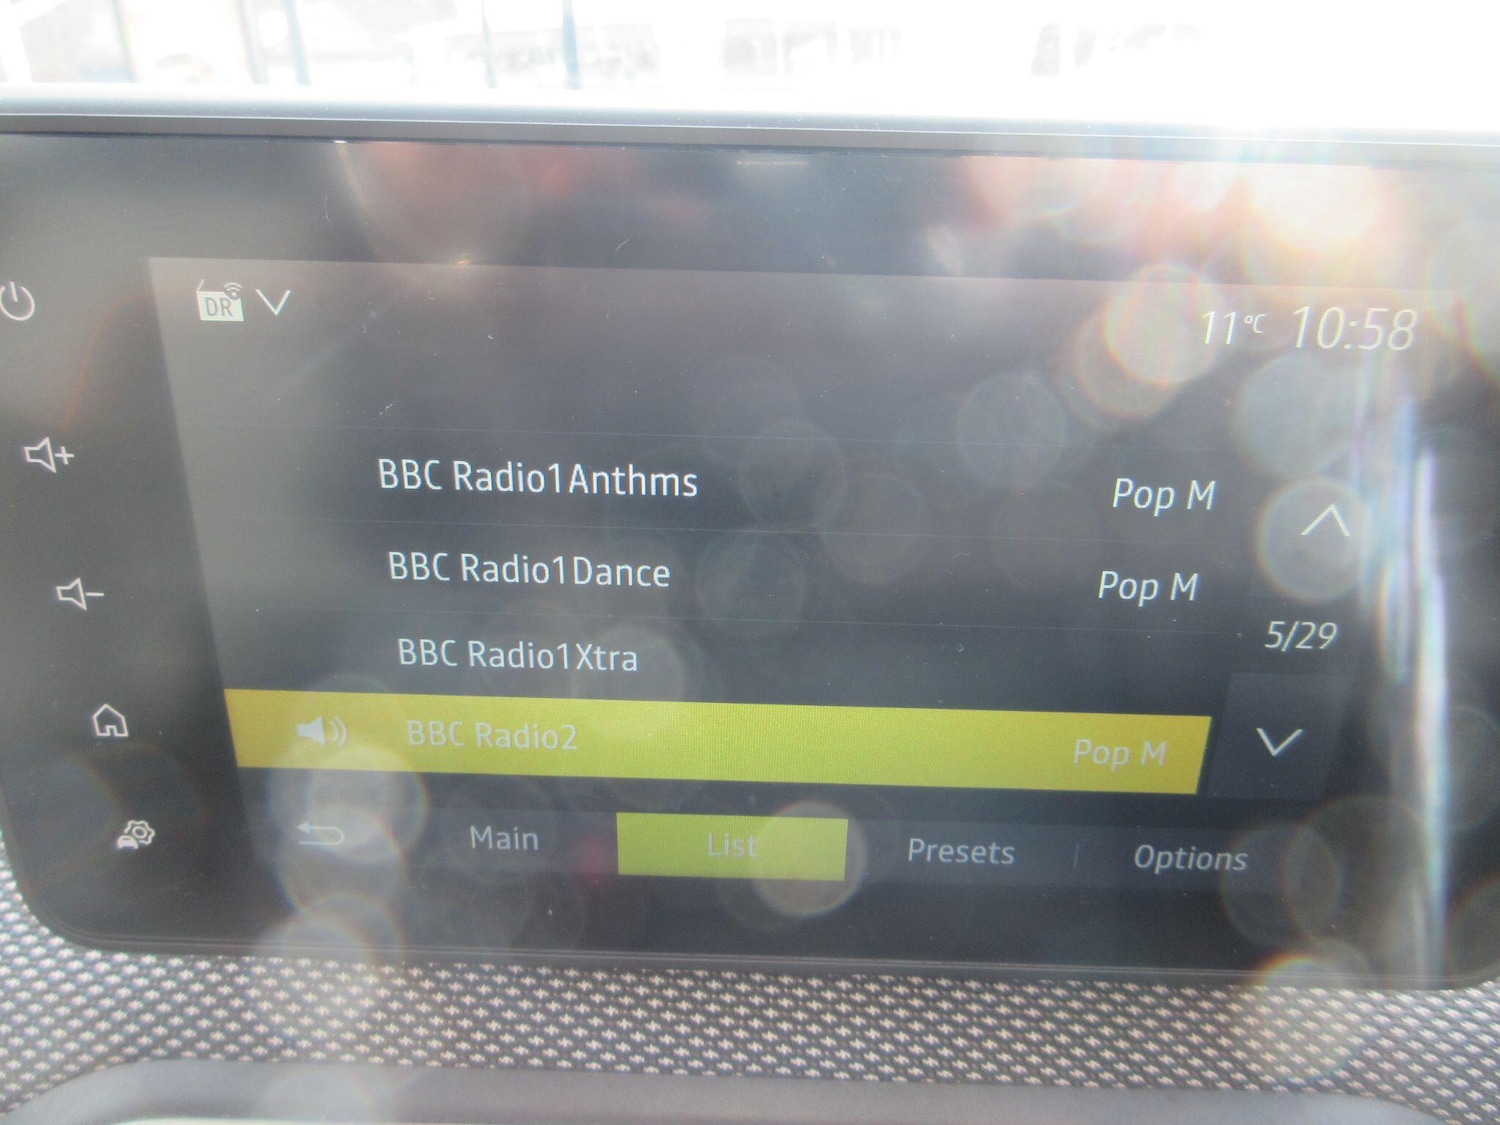 DR
11°C 10:58
BBC Radio1Anthms Pop M
BBC Radio1Dance Pop M
5/29
BBC Radio1Xtra
BBC Radio2 Pop M
Main List Presets Options